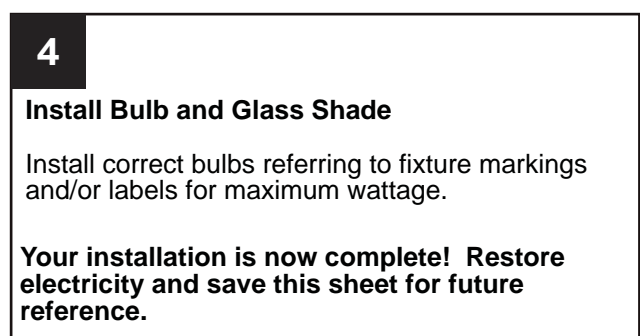 4
Install Bulb and Glass Shade
Install correct bulbs referring to fixture markings
and/or labels for maximum wattage.
Your installation is now complete!  Restore
electricity and save this sheet for future
reference.